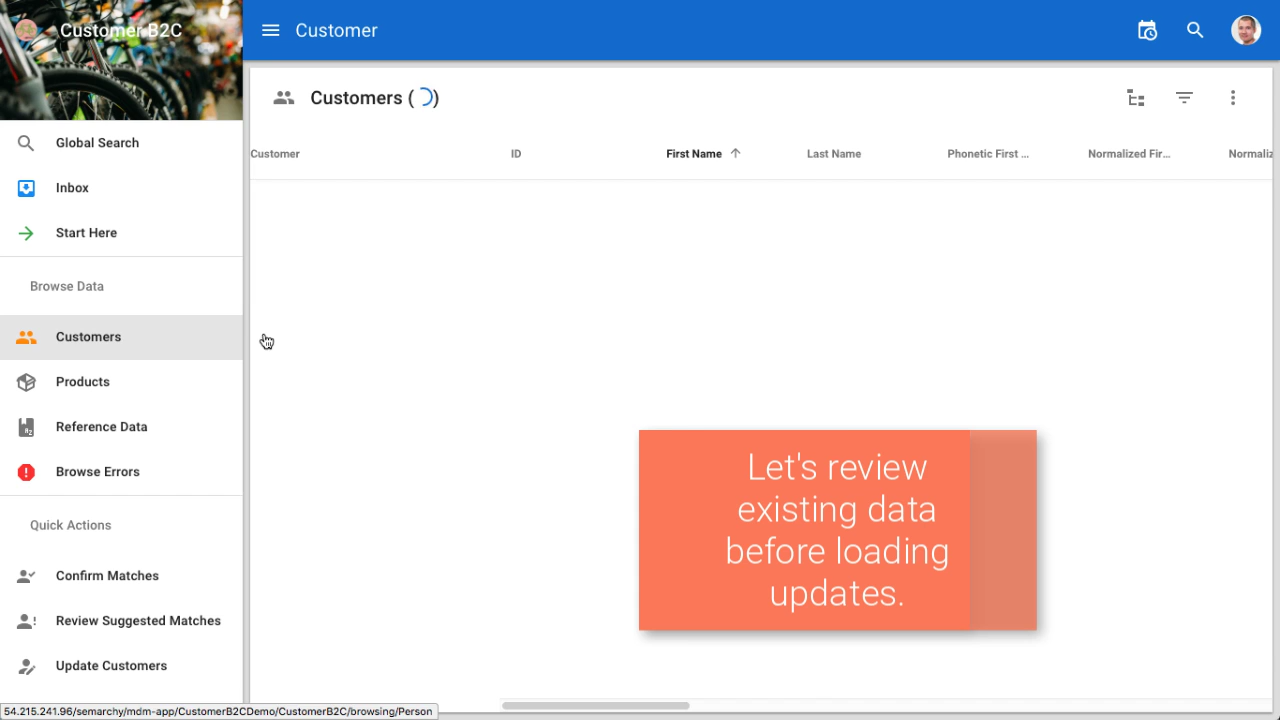 Customer B2C
Customer
Global Search
Inbox
Start Here
Browse Data
Customers
Products
Reference Data
Browse Errors
Quick Actions
Confirm Matches
Review Suggested Matches
Update Customers
Customers ( )
Customer ID First Name Last Name Phonetic First ... Normalized Fir... Normaliz
Let's review
existing data
before loading
updates.
54.215.241.96/semarchy/mdm-app/CustomerB2CDemo/CustomerB2C/browsing/Person